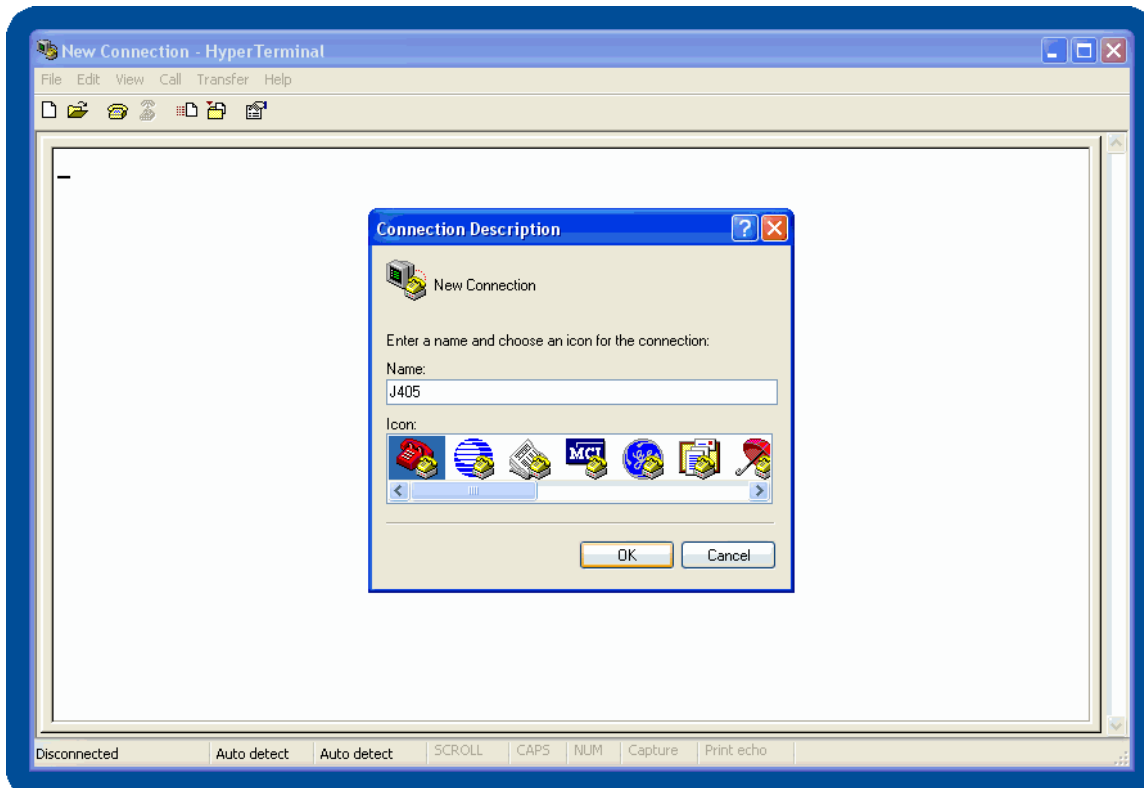 New Connection - HyperTerminal
File Edit View Call Transfer Help
Connection Description
New Connection
Enter a name and choose an icon for the connection:
Name:
J405
Icon:
MCI
OK Cancel
Disconnected Auto detect Auto detect SCROLL CAPS NUM Capture Print echo